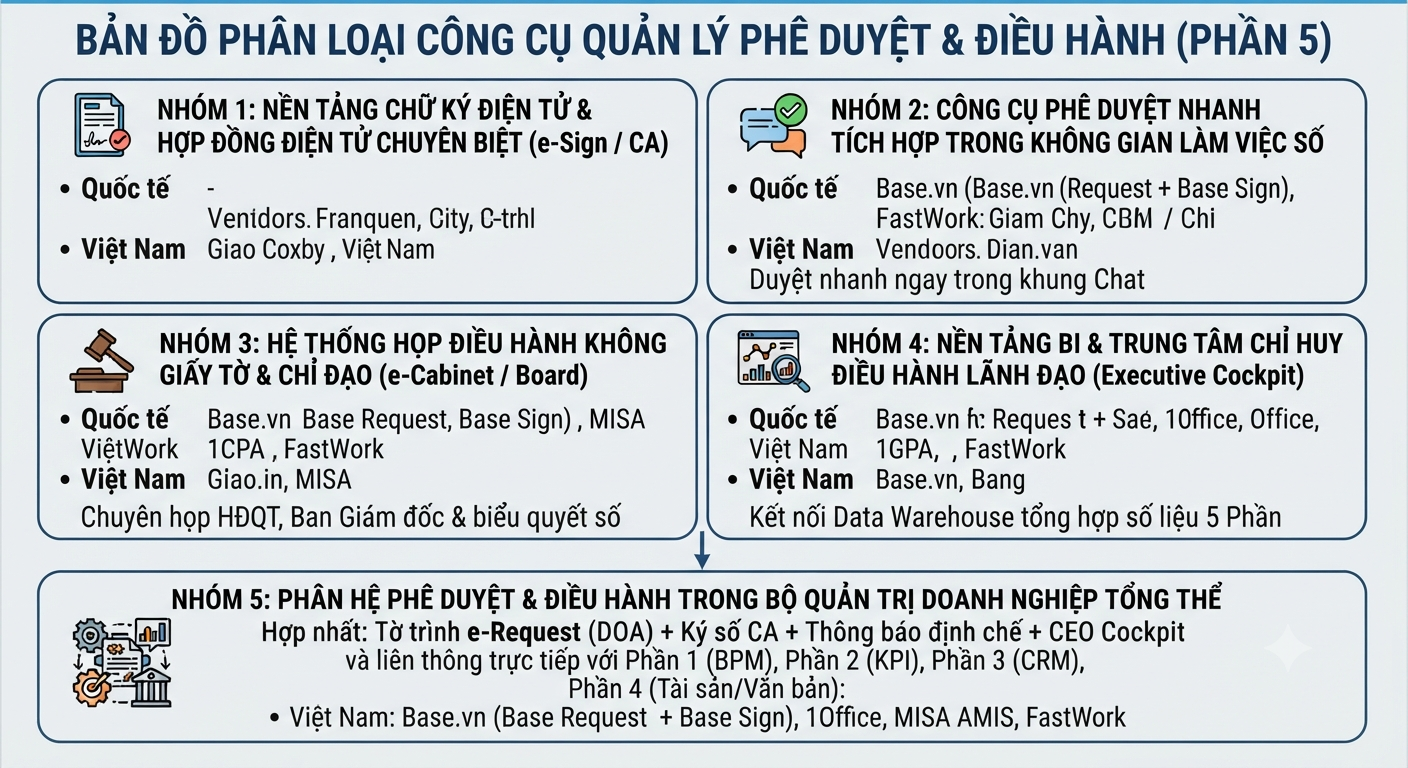 BẢN ĐỒ PHÂN LOẠI CÔNG CỤ QUẢN LÝ PHÊ DUYỆT & ĐIỀU HÀNH (PHẦN 5)
NHÓM 1: NỀN TẢNG CHỮ KÝ ĐIỆN TỬ &
HỢP ĐỒNG ĐIỆN TỬ CHUYÊN BIỆT (e-Sign / CA)
• Quốc tế -
Franquen, City,
• Việt Nam Giao Coxby , Việt Nam
NHÓM 2: CÔNG CỤ PHÊ DUYỆT NHANH
TÍCH HỢP TRONG KHÔNG GIAN LÀM VIỆC SỐ
• Quốc tế Base.vn (Base.vn (Request + Base Sign),
FastWork: Giam Chy, CBM / Chi
• Việt Nam Vendoors. Dian.van
Duyệt nhanh ngay trong khung Chat
NHÓM 3: HỆ THỐNG HỌP ĐIỀU HÀNH KHÔNG
GIẤY TỜ & CHỈ ĐẠO (e-Cabinet / Board)
• Quốc tế Base.vn Base Request, Base Sign) , MISA
ViệtWork 1CPA , FastWork
• Việt Nam Giao.in, MISA
Chuyên họp HĐQT, Ban Giám đốc & biểu quyết số
NHÓM 4: NỀN TẢNG BI & TRUNG TÂM CHỈ HUY
ĐIỀU HÀNH LÃNH ĐẠO (Executive Cockpit)
• Quốc tế Base.vn Reques t + 1Office, Office,
Việt Nam 1GPA, , FastWork
• Việt Nam Base.vn, Bang
Kết nối Data Warehouse tổng hợp số liệu 5 Phần
NHÓM 5: PHÂN HỆ PHÊ DUYỆT & ĐIỀU HÀNH TRONG BỘ QUẢN TRỊ DOANH NGHIỆP TỔNG THỂ
Hợp nhất: Tờ trình e-Request (DOA) + Ký số CA + Thông báo định chế + CEO Cockpit
và liên thông trực tiếp với Phần 1 (BPM), Phần 2 (KPI), Phần 3 (CRM),
Phần 4 (Tài sản/Văn bản):
• Việt Nam: Base.vn (Base Request + Base Sign), 1Office, MISA AMIS, FastWork